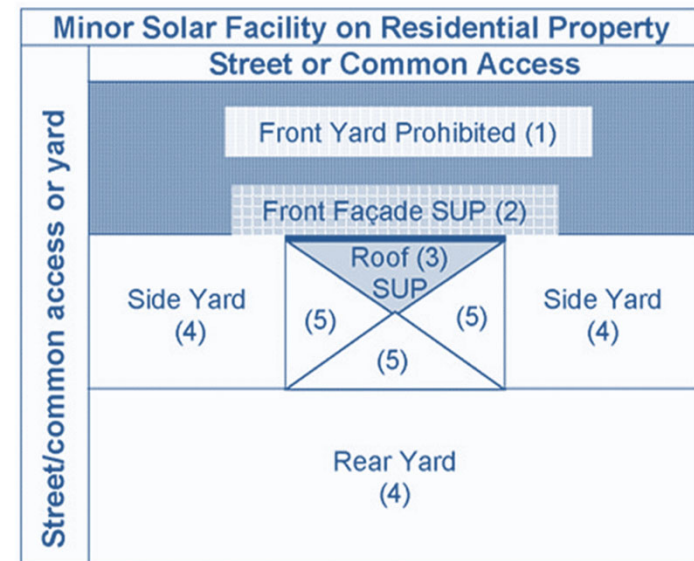 Minor Solar Facility on Residential Property
Street or Common Access
Street/common access or yard
Front Yard Prohibited (1)
Front Façade SUP (2)
Roof (3)
SUP
Side Yard
(4)
(5)
(5)
(5)
Side Yard
(4)
Rear Yard
(4)